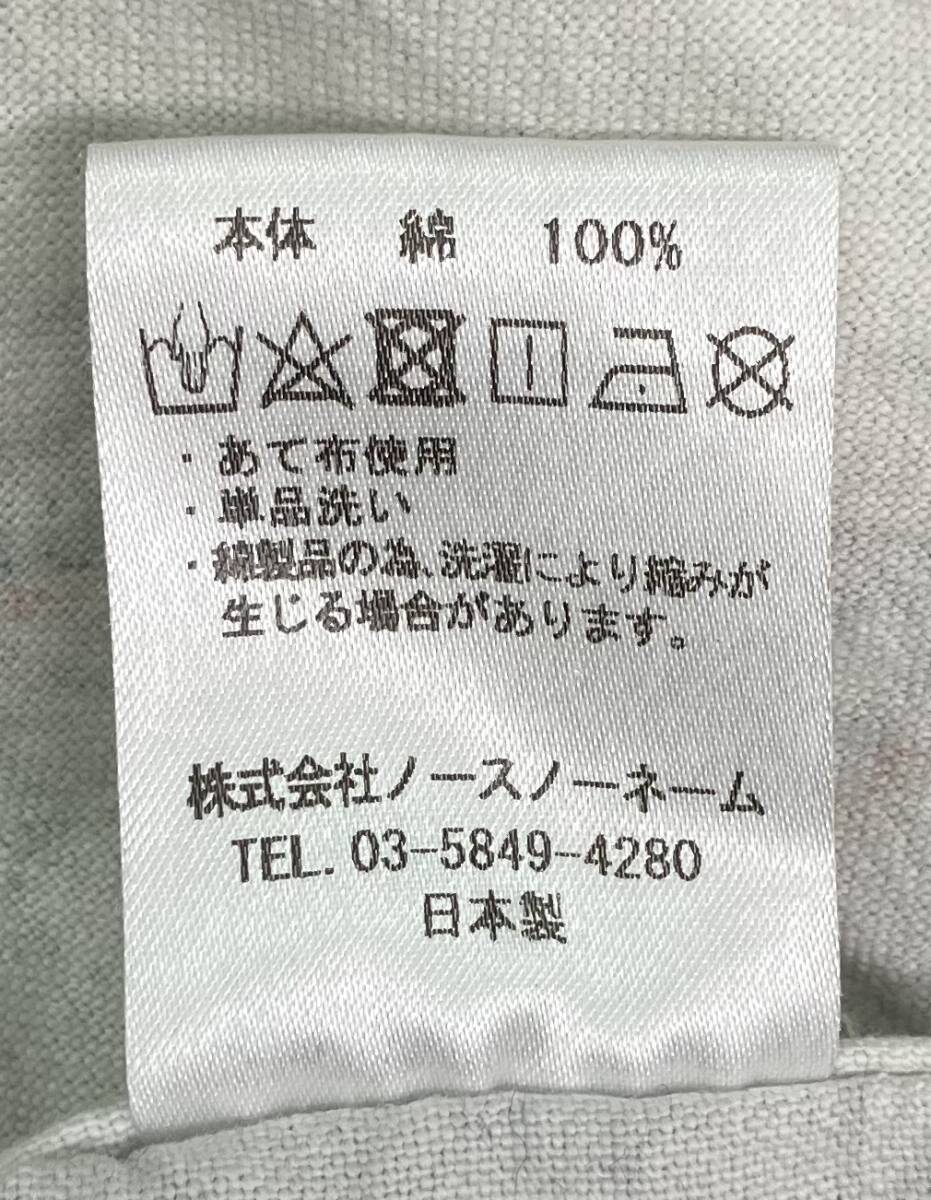 本体 綿 100%
・あて布使用
・単品洗い
・綿製品の為、洗濯により縮みが
生じる場合があります。
株式会社ノースノーネーム
TEL. 03-5849-4280
日本製